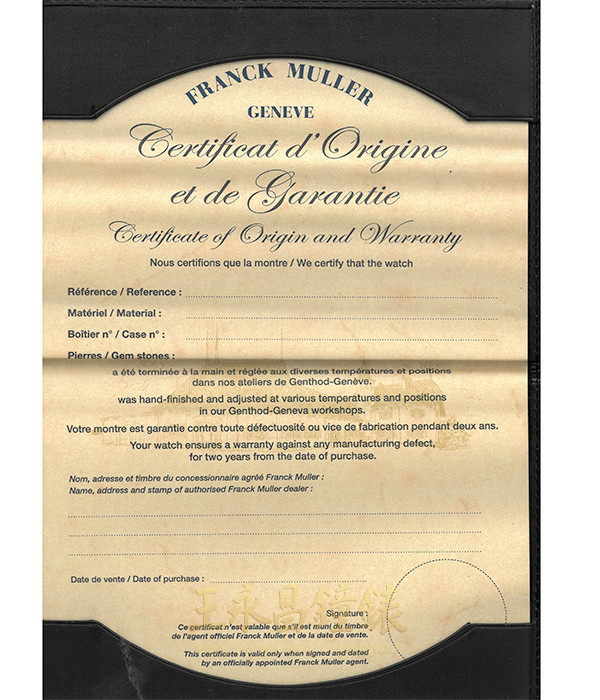 FRANCK MULLER
GENEVE
Certificat d'Origine
et de Garantie
Certificate of Origin and Warranty
Nous certifions que la montre / We certify that the watch
Référence / Reference :
Matériel / Material :
Boîtier n° / Case n° :
Pierres / Gem stones :
a été terminée à la main et réglée aux diverses températures et positions
dans nos ateliers de Genthod-Genève.
was hand-finished and adjusted at various temperatures and positions
in our Genthod-Geneva workshops.
Votre montre est garantie contre toute défectuosité ou vice de fabrication pendant deux ans.
Your watch ensures a warranty against any manufacturing defect,
for two years from the date of purchase.
Nom, adresse et timbre du concessionnaire agréé Franck Muller :
Name, address and stamp of authorised Franck Muller dealer :
Date de vente / Date of purchase :
王永昌鐘錶
Signature :
Ce certificat n'est valable que s'il est muni du timbre
de l'agent officiel Franck Muller et de la date de vente.
This certificate is valid only when signed and dated
by an officially appointed Franck Muller agent.